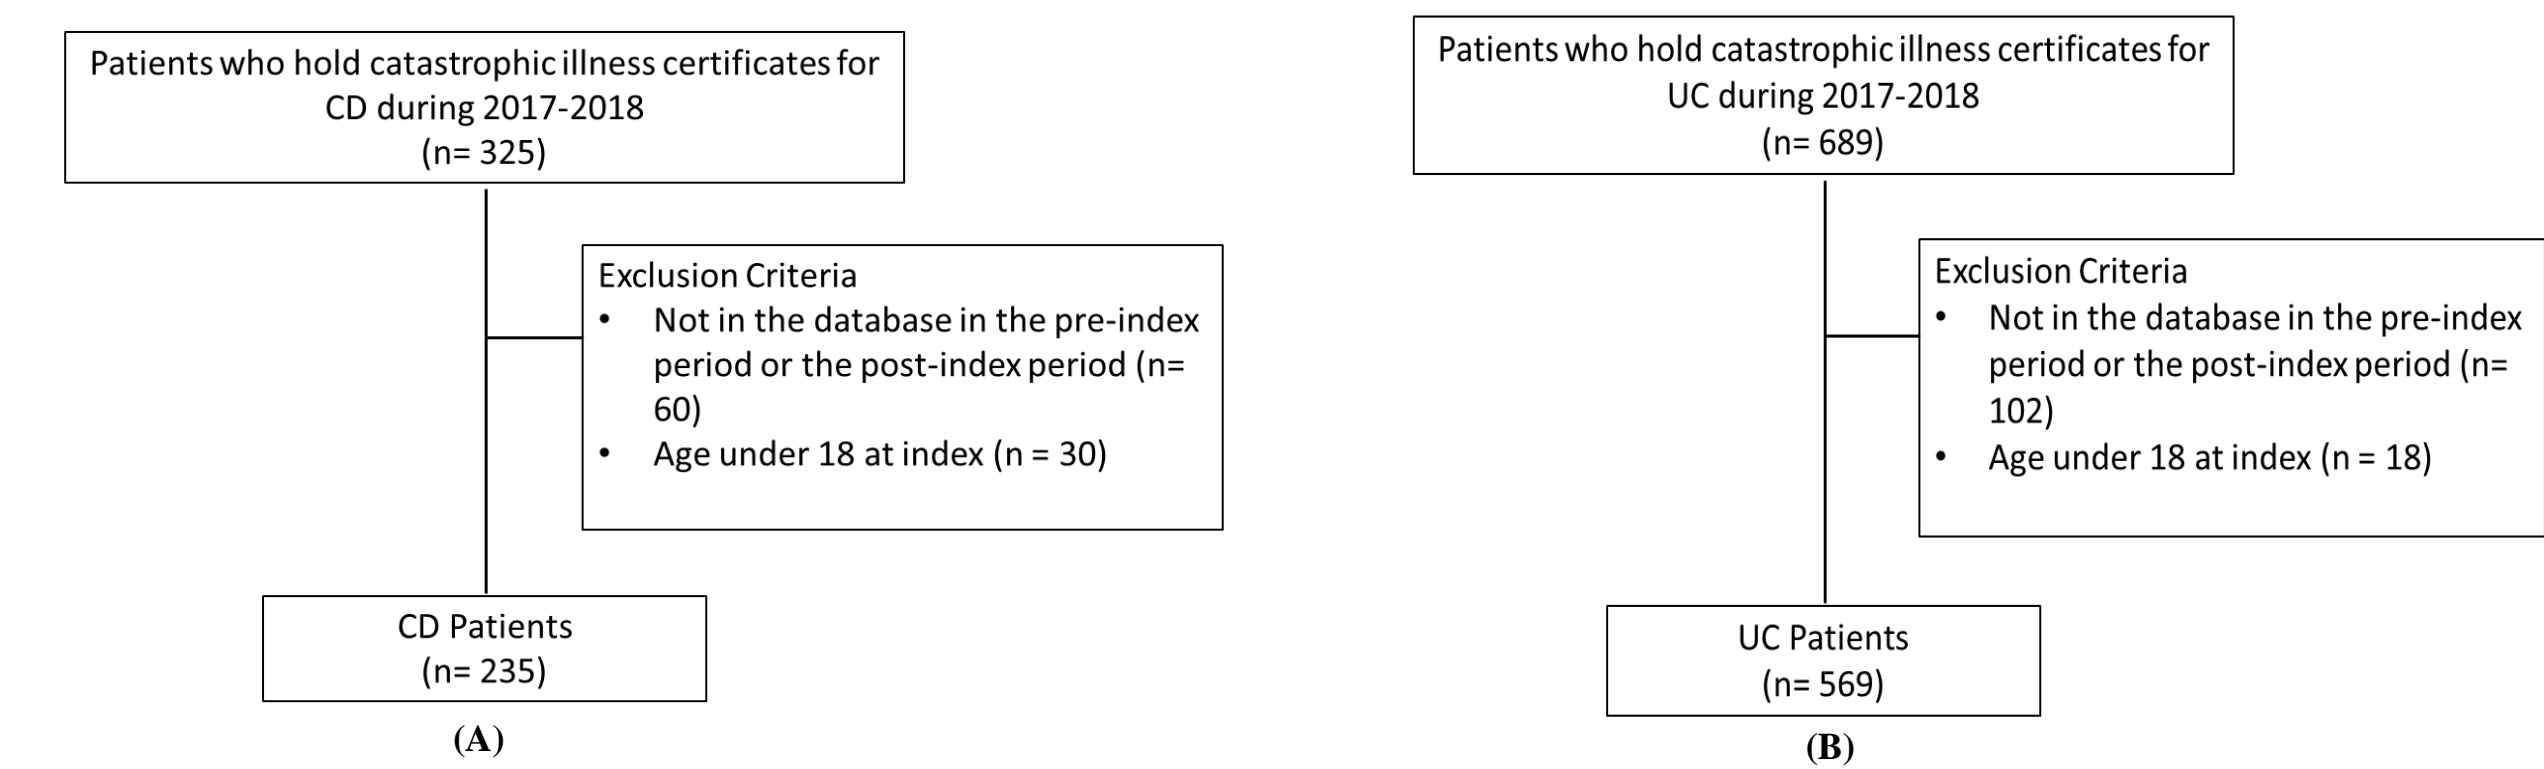 Patients who hold catastrophic illness certificates for
CD during 2017-2018
(n= 325)
Exclusion Criteria
• Not in the database in the pre-index
period or the post-index period (n=
60)
• Age under 18 at index (n = 30)
CD Patients
(n= 235)
(A)
Patients who hold catastrophic illness certificates for
UC during 2017-2018
(n= 689)
Exclusion Criteria
• Not in the database in the pre-index
period or the post-index period (n=
102)
• Age under 18 at index (n = 18)
UC Patients
(n= 569)
(B)